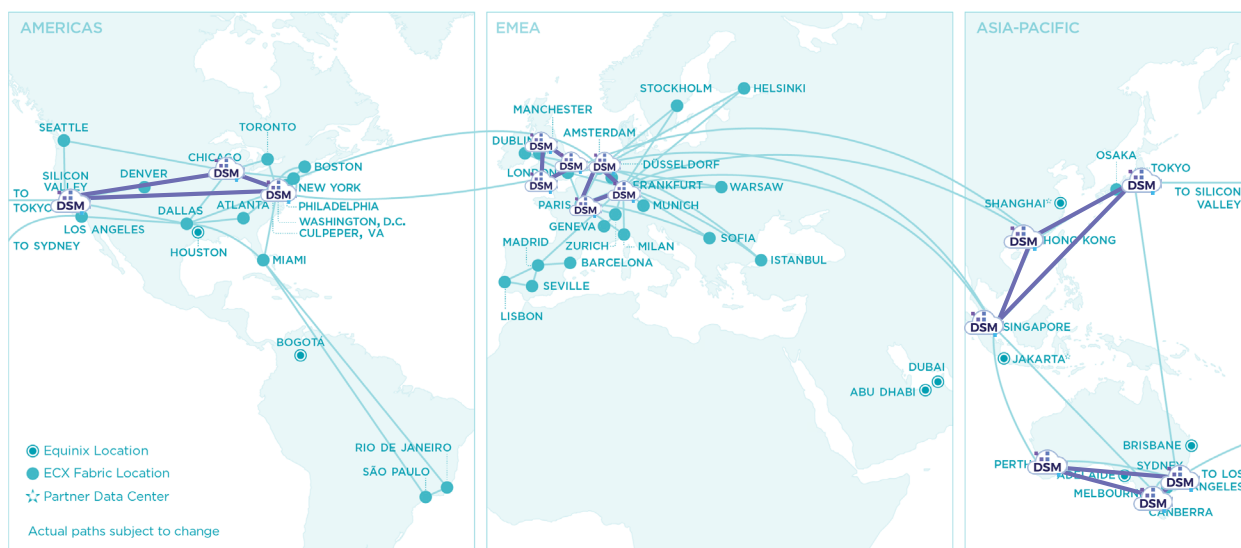 AMERICAS
SEATTLE
TORONTO
CHICAGO
DSM
BOSTON
SILICON
VALLEY
DSM
DENVER
DSM
NEW YORK
PHILADELPHIA
WASHINGTON, D.C.
CULPEPER, VA
TO
TOKYO
LOS ANGELES
DALLAS
ATLANTA
TO SYDNEY
HOUSTON
MIAMI
BOGOTÁ
RIO DE JANEIRO
SÃO PAULO
Equinix Location
ECX Fabric Location
Partner Data Center
Actual paths subject to change
EMEA
STOCKHOLM
HELSINKI
MANCHESTER
AMSTERDAM
DUBLIN
DSM
DSM
DSM
DÜSSELDORF
LONDON
DSM
DSM
FRANKFURT
WARSAW
PARIS
DSM
MUNICH
GENEVA
ZURICH
MILAN
SOFIA
MADRID
BARCELONA
ISTANBUL
SEVILLE
LISBON
DUBAI
ABU DHABI
ASIA-PACIFIC
OSAKA
TOKYO
DSM
TO SILICON
VALLEY
SHANGHAI
DSM
HONG KONG
DSM
SINGAPORE
JAKARTA
BRISBANE
PERTH
DSM
ADELAIDE
SYDNEY
DSM
TO LOS
ANGELES
MELBOURNE
DSM
CANBERRA